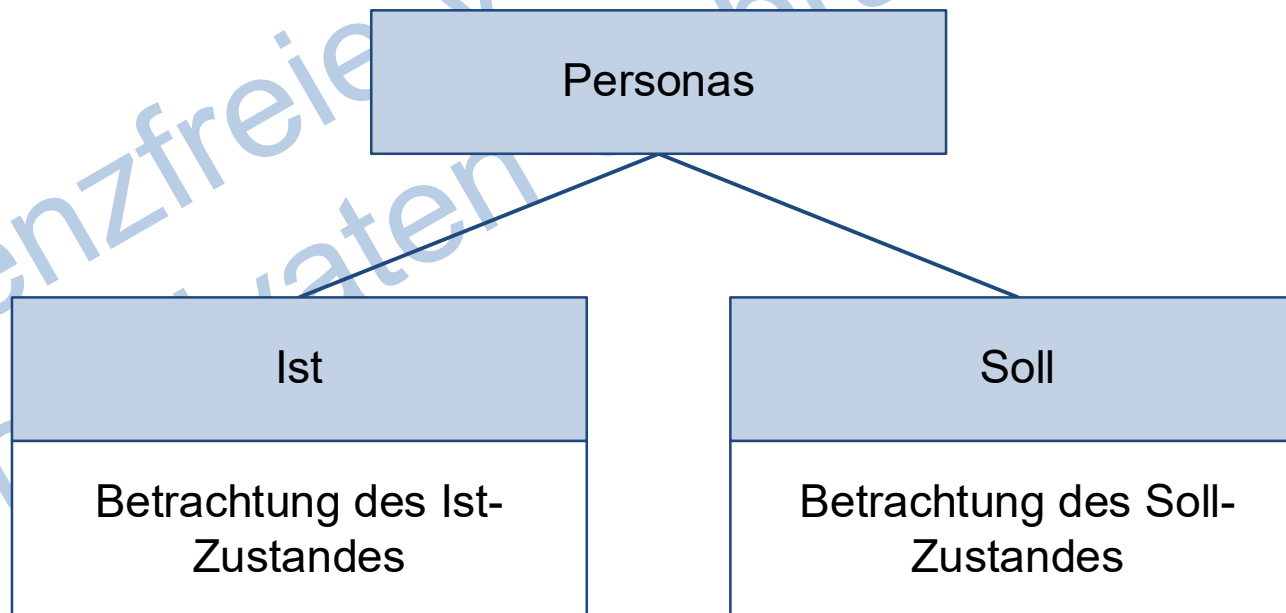 Personas
Ist
Soll
Betrachtung des Ist-
Zustandes
Betrachtung des Soll-
Zustandes